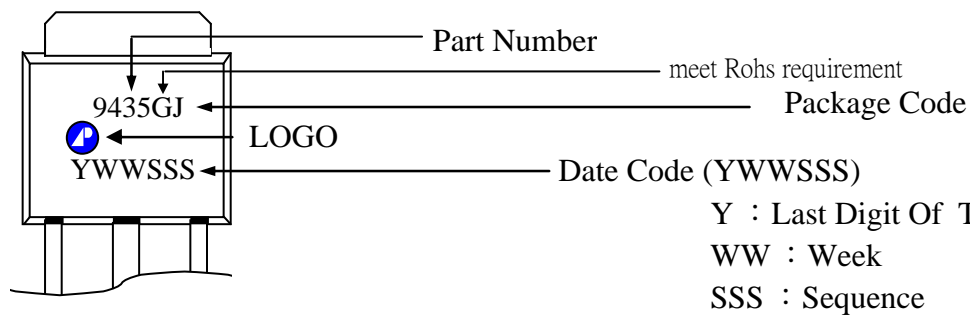 Part Number
meet Rohs requirement
9435GJ
Package Code
LOGO
YWWSSS
Date Code (YWWSSS)
Y：Last Digit Of
WW：Week
SSS：Sequence